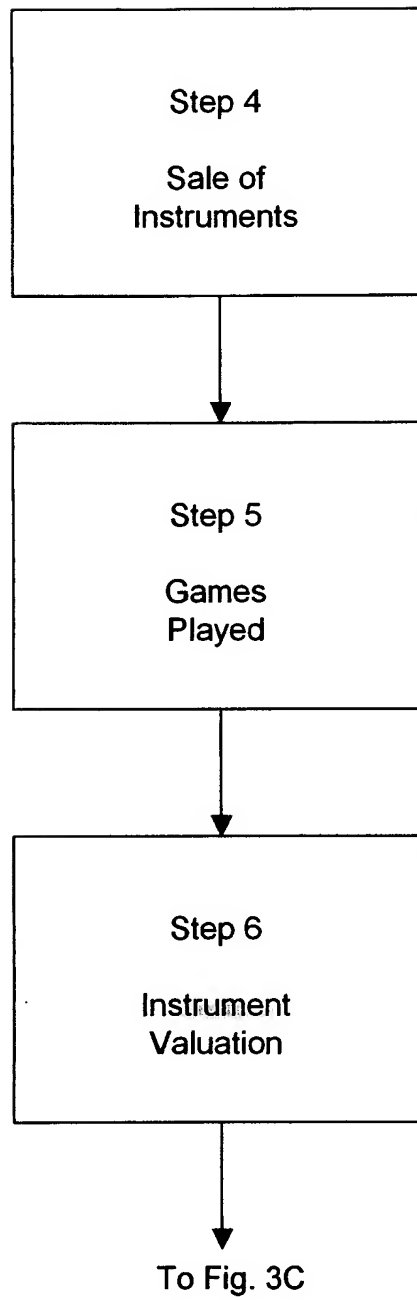 Step 4
Sale of
Instruments
Step 5
Games
Played
Step 6
Instrument
Valuation
To Fig. 3C